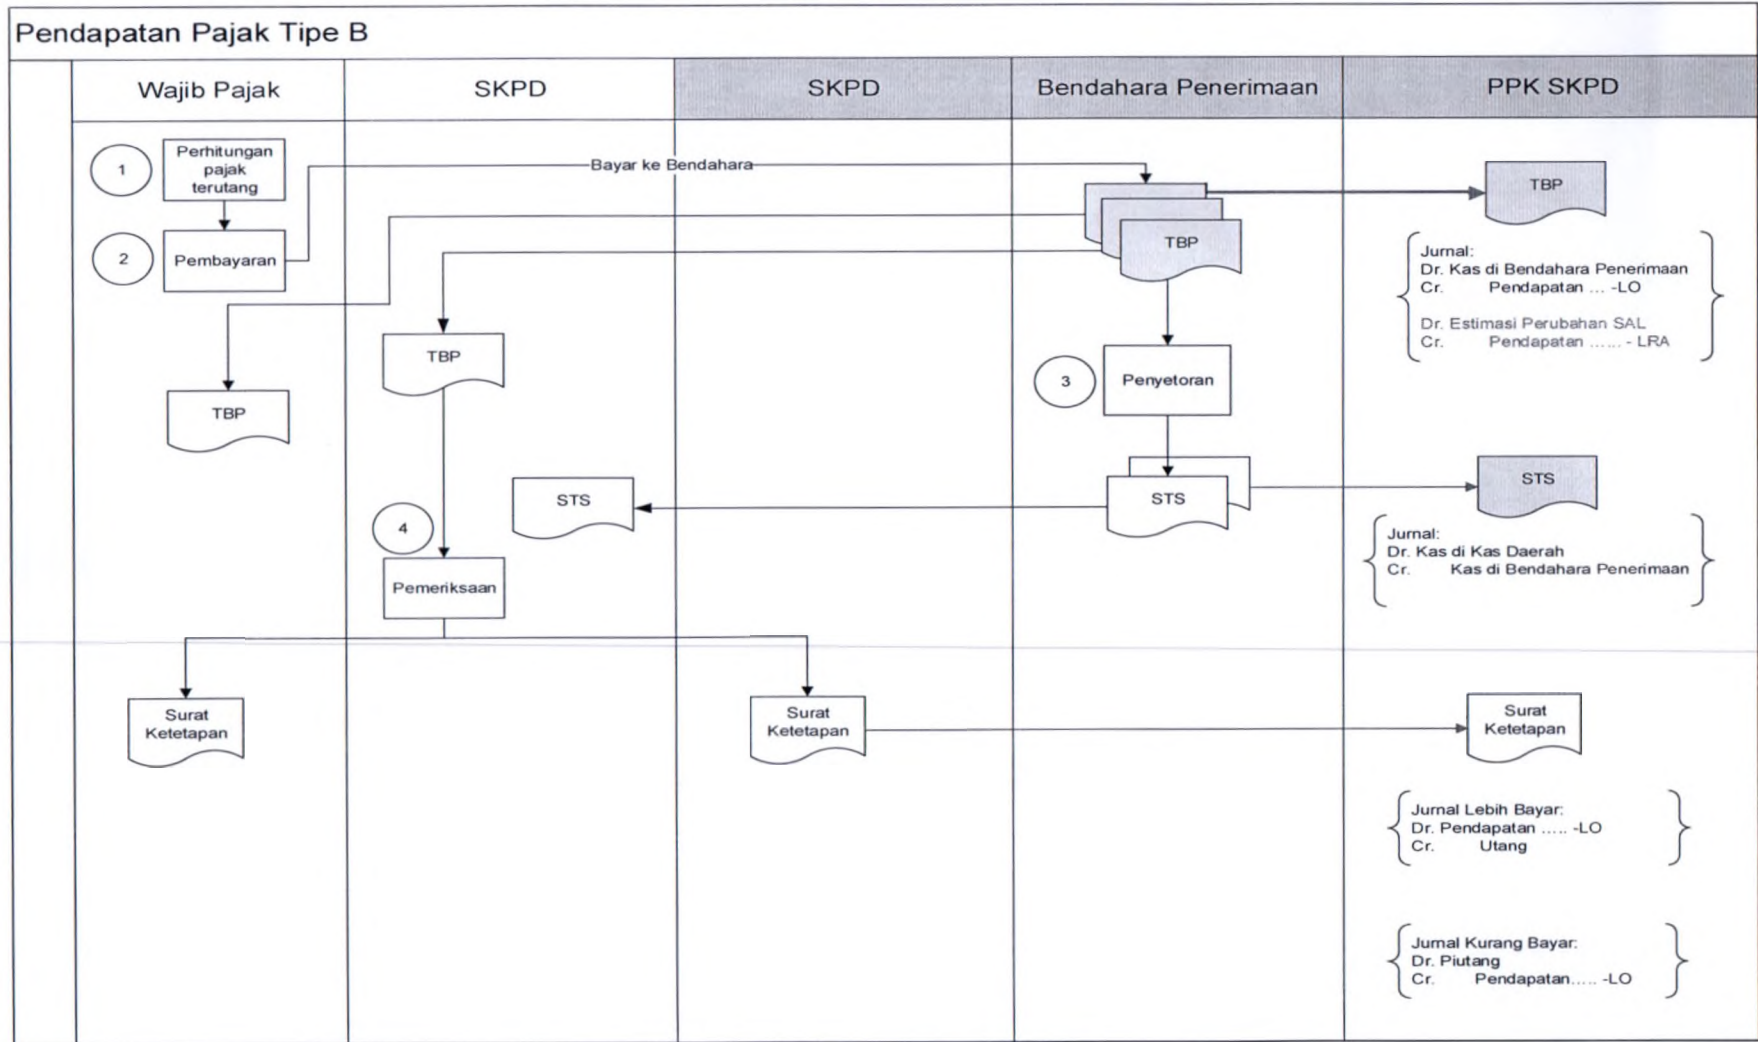 Pendapatan Pajak Tipe B
Wajib Pajak
SKPD
SKPD
Bendahara Penerimaan
PPK SKPD
1
Perhitungan
pajak
terutang
Bayar ke Bendahara
TBP
2
Pembayaran
TBP
Jurnal:
Dr. Kas di Bendahara Penerimaan
Cr. Pendapatan ... -LO
Dr. Estimasi Perubahan SAL
Cr. Pendapatan ...... - LRA
TBP
TBP
3
Penyetoran
STS
STS
STS
4
Jurnal:
Dr. Kas di Kas Daerah
Cr. Kas di Bendahara Penerimaan
Pemeriksaan
Surat
Ketetapan
Surat
Ketetapan
Surat
Ketetapan
Jurnal Lebih Bayar:
Dr. Pendapatan ..... -LO
Cr. Utang
Jurnal Kurang Bayar:
Dr. Piutang
Cr. Pendapatan..... -LO